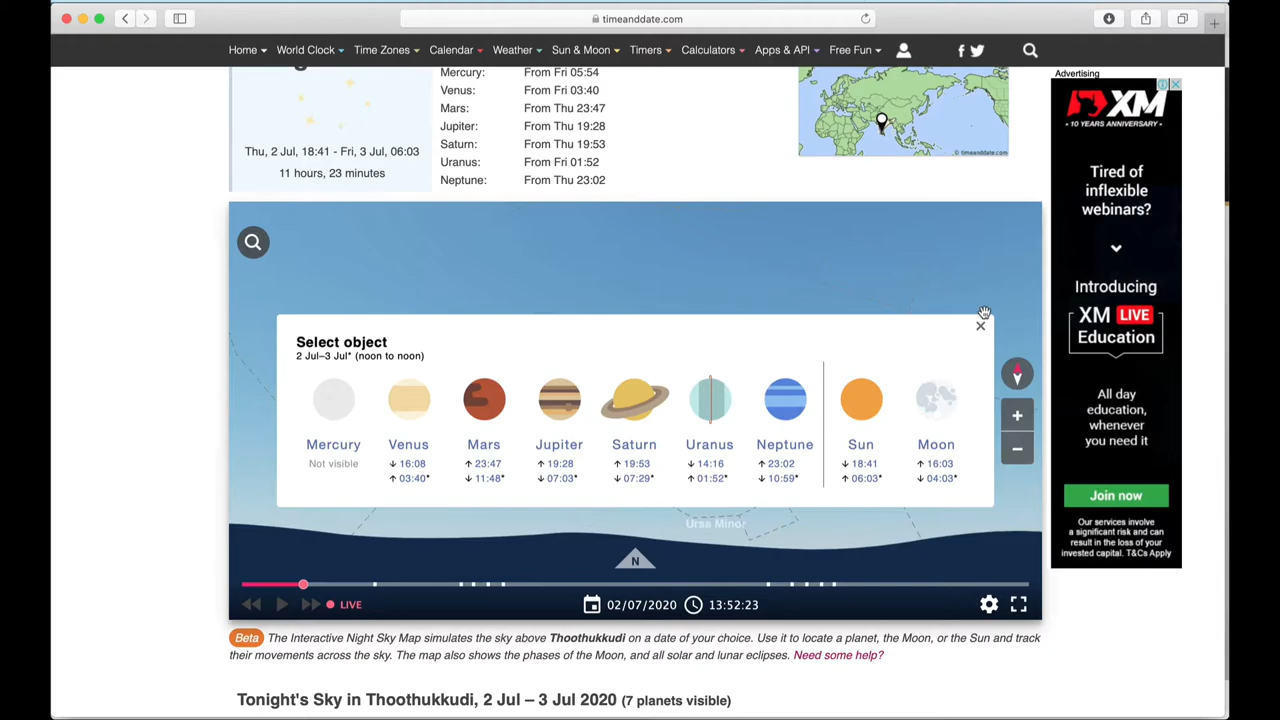 timeanddate.com
Home World Clock Time Zones Calendar Weather Sun & Moon Timers Calculators Apps & API Free Fun
Mercury: From Fri 05:54
Venus: From Fri 03:40
Mars: From Thu 23:47
Jupiter: From Thu 19:28
Saturn: From Thu 19:53
Uranus: From Fri 01:52
Neptune: From Thu 23:02
Thu, 2 Jul, 18:41 - Fri, 3 Jul, 06:03
11 hours, 23 minutes
© timeanddate.com
Advertising
XM
10 YEARS ANNIVERSARY
Tired of
inflexible
webinars?
Introducing
XM LIVE
Education
All day
education,
whenever
you need it
Join now
Our services involve
a significant risk and can
result in the loss of your
invested capital. T&Cs Apply
Select object
2 Jul–3 Jul* (noon to noon)
Mercury Venus Mars Jupiter Saturn Uranus Neptune Sun Moon
Not visible ↓ 16:08 ↑ 23:47 ↑ 19:28 ↑ 19:53 ↓ 14:16 ↑ 23:02 ↓ 18:41 ↑ 16:03
↑ 03:40* ↓ 11:48* ↓ 07:03* ↓ 07:29* ↑ 01:52* ↓ 10:59* ↑ 06:03* ↓ 04:03*
Ursa Minor
N
LIVE 02/07/2020 13:52:23
Beta The Interactive Night Sky Map simulates the sky above Thoothukkudi on a date of your choice. Use it to locate a planet, the Moon, or the Sun and track
their movements across the sky. The map also shows the phases of the Moon, and all solar and lunar eclipses. Need some help?
Tonight's Sky in Thoothukkudi, 2 Jul – 3 Jul 2020 (7 planets visible)